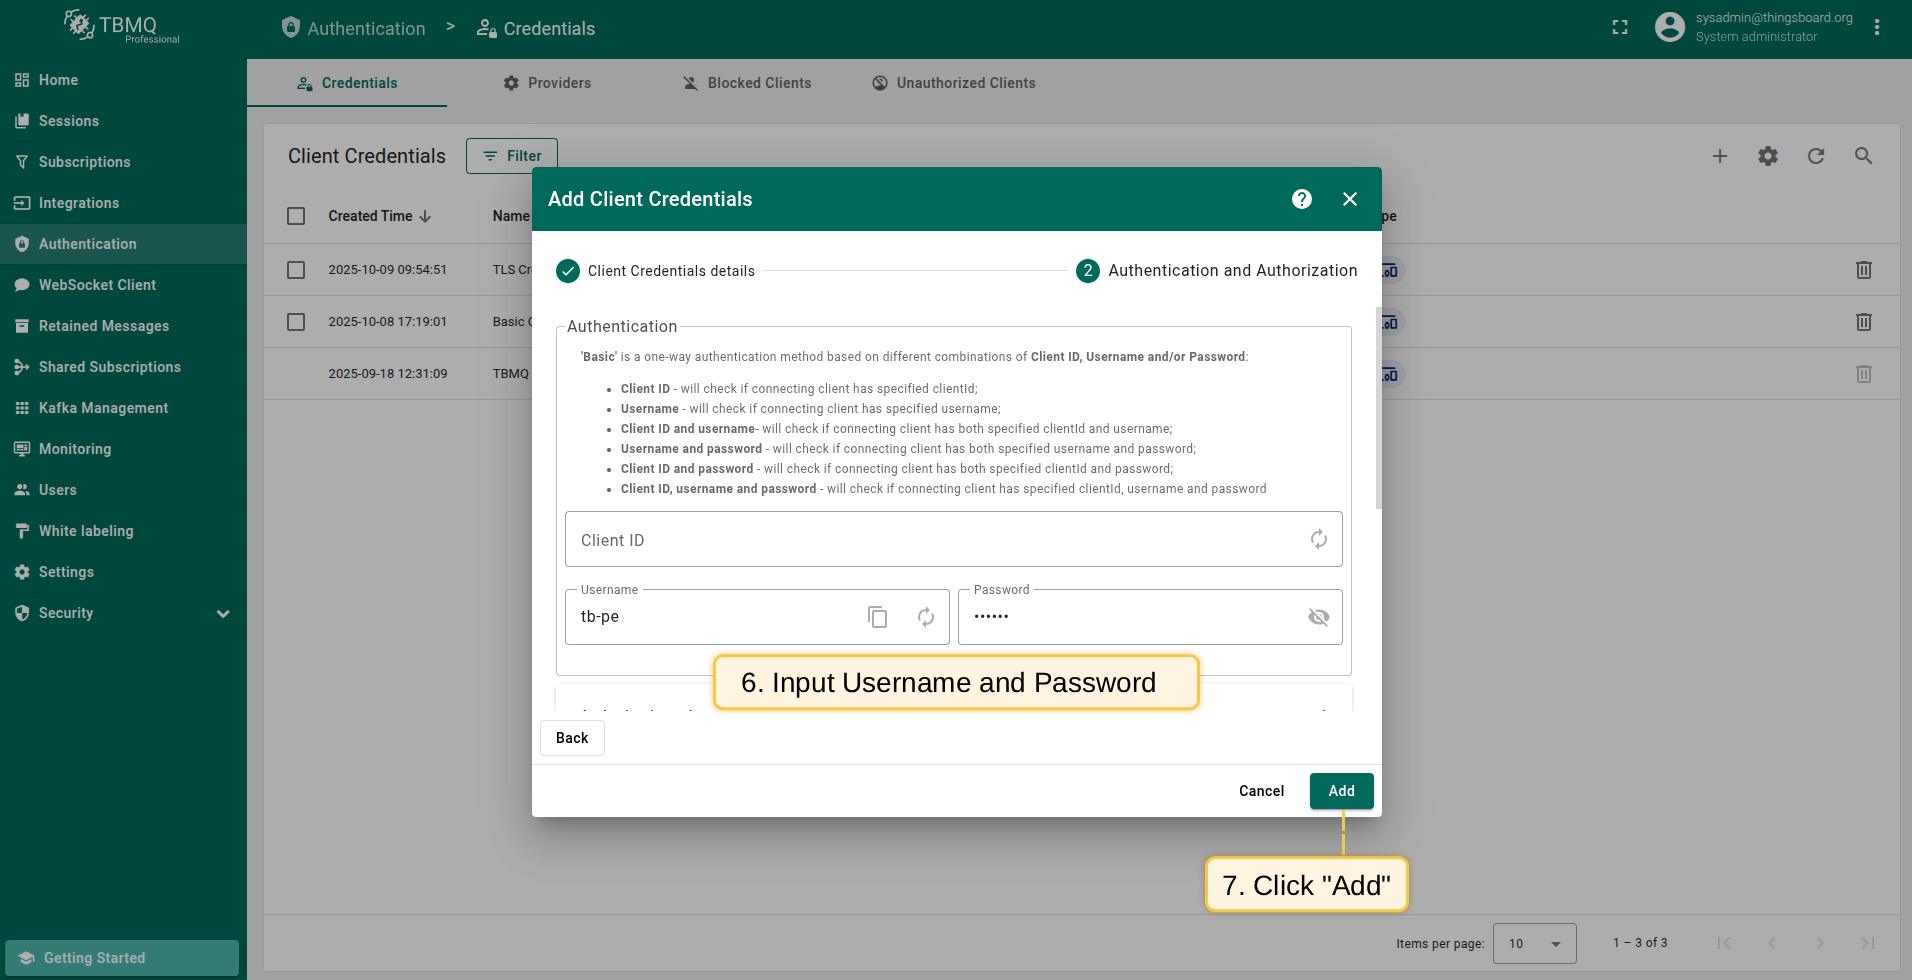 TBMQ
Professional
Authentication > Credentials
sysadmin@thingsboard.org
System administrator
Home
Sessions
Subscriptions
Integrations
Authentication
WebSocket Client
Retained Messages
Shared Subscriptions
Kafka Management
Monitoring
Users
White labeling
Settings
Security
Getting Started
Credentials
Providers
Blocked Clients
Unauthorized Clients
Client Credentials
Filter
Created Time
Name
2025-10-09 09:54:51
TLS
2025-10-08 17:19:01
Basic
2025-09-18 12:31:09
TBMQ
Add Client Credentials
Client Credentials details
2 Authentication and Authorization
Authentication
'Basic' is a one-way authentication method based on different combinations of Client ID, Username and/or Password:
• Client ID - will check if connecting client has specified clientId;
• Username - will check if connecting client has specified username;
• Client ID and username- will check if connecting client has both specified clientId and username;
• Username and password - will check if connecting client has both specified username and password;
• Client ID and password - will check if connecting client has both specified clientId and password;
• Client ID, username and password - will check if connecting client has specified clientId, username and password
Client ID
Username
tb-pe
Password
••••••
6. Input Username and Password
Back
Cancel
Add
7. Click "Add"
Items per page:
10
1 – 3 of 3